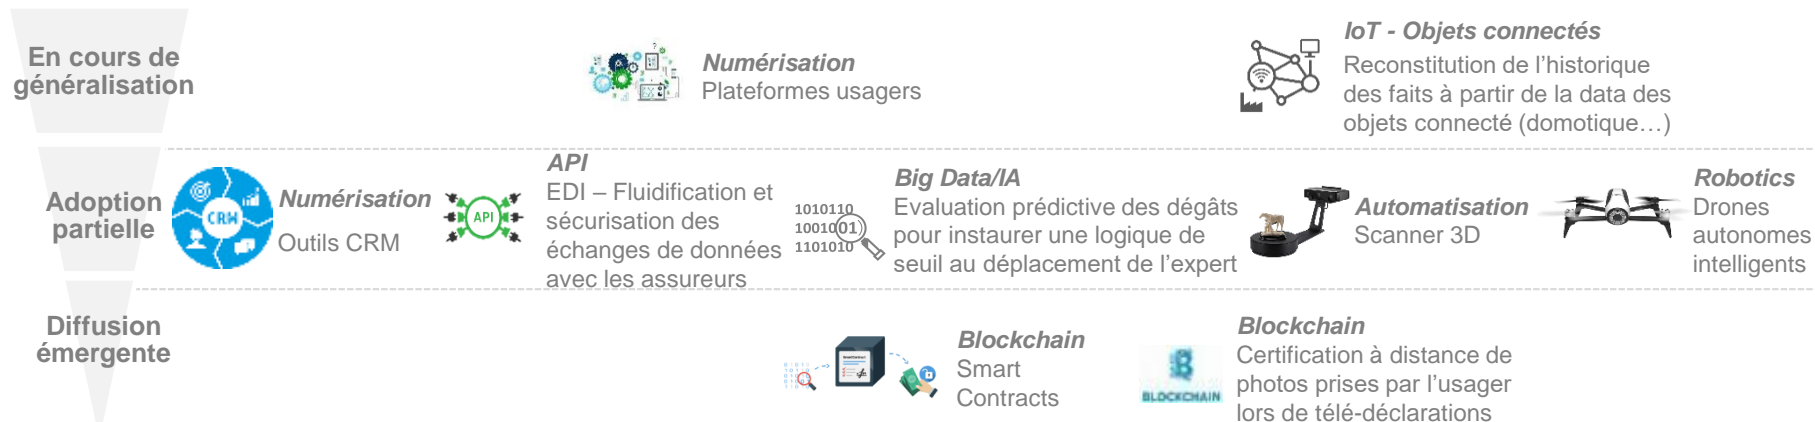 En cours de
généralisation
Numérisation
Plateformes usagers
IoT - Objets connectés
Reconstitution de l'historique
des faits à partir de la data des
objets connecté (domotique…)
Adoption
partielle
CRM
Numérisation
Outils CRM
API
API
EDI – Fluidification et
sécurisation des
échanges de données
avec les assureurs
1010110
1001001
1101010
Big Data/IA
Evaluation prédictive des dégâts
pour instaurer une logique de
seuil au déplacement de l'expert
Automatisation
Scanner 3D
Robotics
Drones
autonomes
intelligents
Diffusion
émergente
Blockchain
Smart
Contracts
BLOCKCHAIN
Blockchain
Certification à distance de
photos prises par l'usager
lors de télé-déclarations